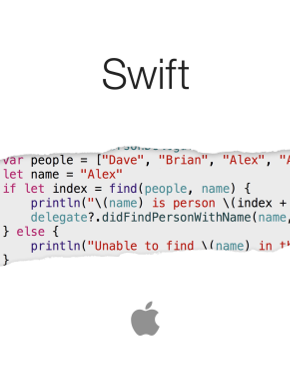 Swift
var people = ["Dave", "Brian", "Alex", "A
let name = "Alex"
if let index = find(people, name) {
println("\(name) is person \(index +
delegate?.didFindPersonWithName(name,
} else {
println("Unable to find \(name) in th
}